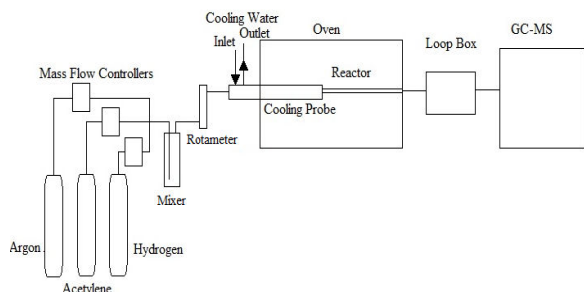 Cooling Water
Outlet
Inlet
Oven
Loop Box
GC-MS
Mass Flow Controllers
Reactor
Cooling Probe
Rotameter
Mixer
Argon
Hydrogen
Acetylene